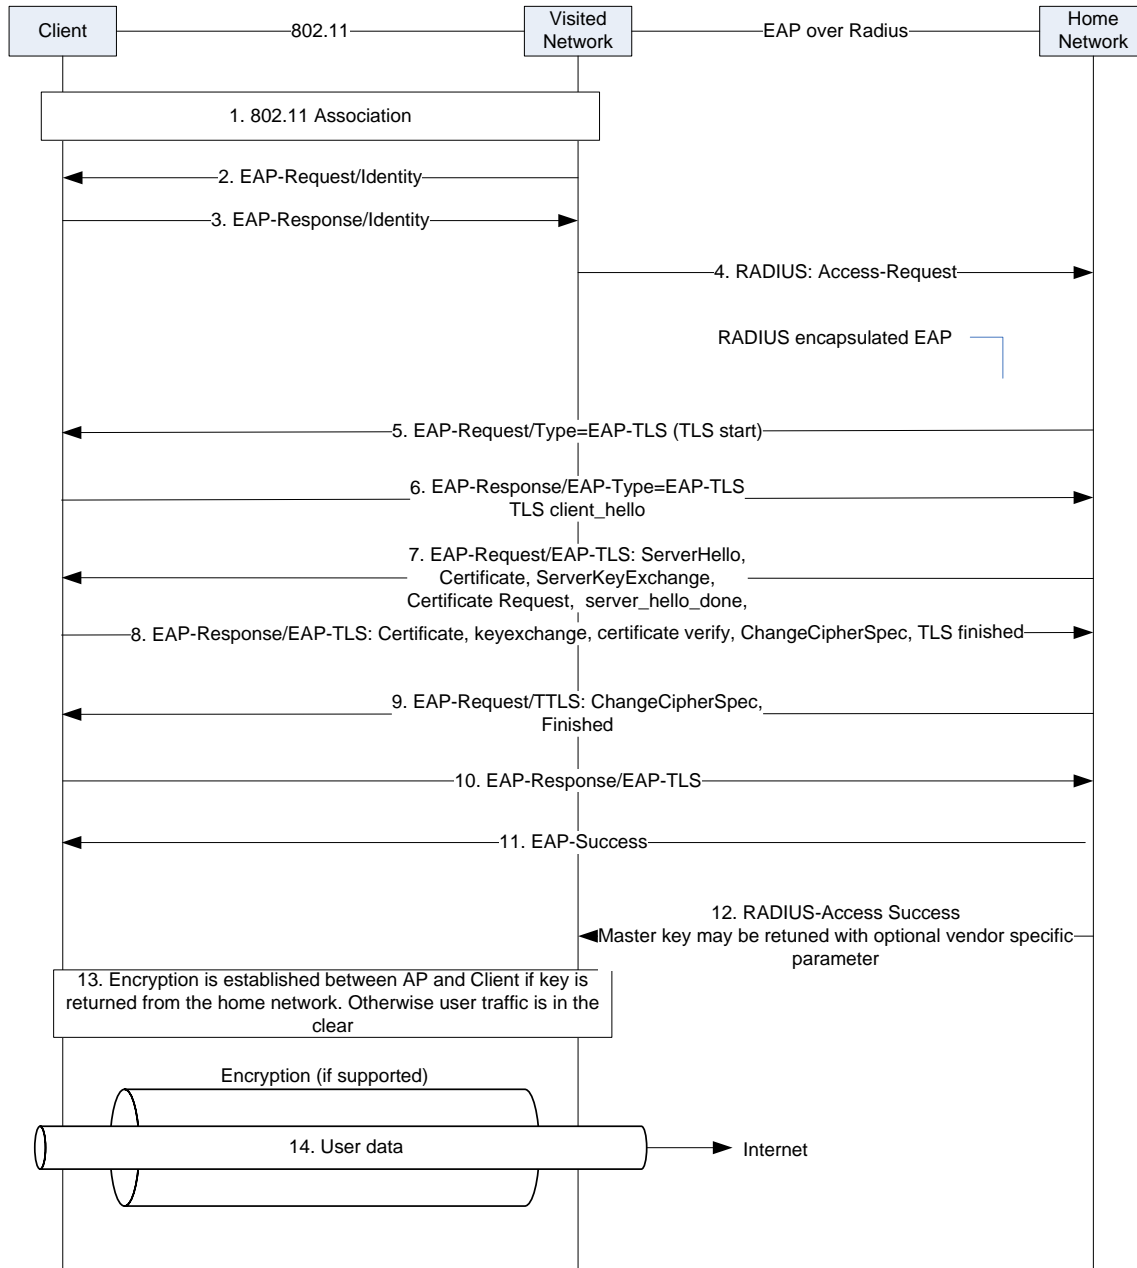 Client
802.11
Visited
Network
EAP over Radius
Home
Network
1. 802.11 Association
2. EAP-Request/Identity
3. EAP-Response/Identity
4. RADIUS: Access-Request
RADIUS encapsulated EAP
5. EAP-Request/Type=EAP-TLS (TLS start)
6. EAP-Response/EAP-Type=EAP-TLS
TLS client_hello
7. EAP-Request/EAP-TLS: ServerHello,
Certificate, ServerKeyExchange,
Certificate Request, server_hello_done,
8. EAP-Response/EAP-TLS: Certificate, keyexchange, certificate verify, ChangeCipherSpec, TLS finished
9. EAP-Request/TTLS: ChangeCipherSpec,
Finished
10. EAP-Response/EAP-TLS
11. EAP-Success
12. RADIUS-Access Success
Master key may be retuned with optional vendor specific
parameter
13. Encryption is established between AP and Client if key is
returned from the home network. Otherwise user traffic is in the
clear
Encryption (if supported)
14. User data
Internet